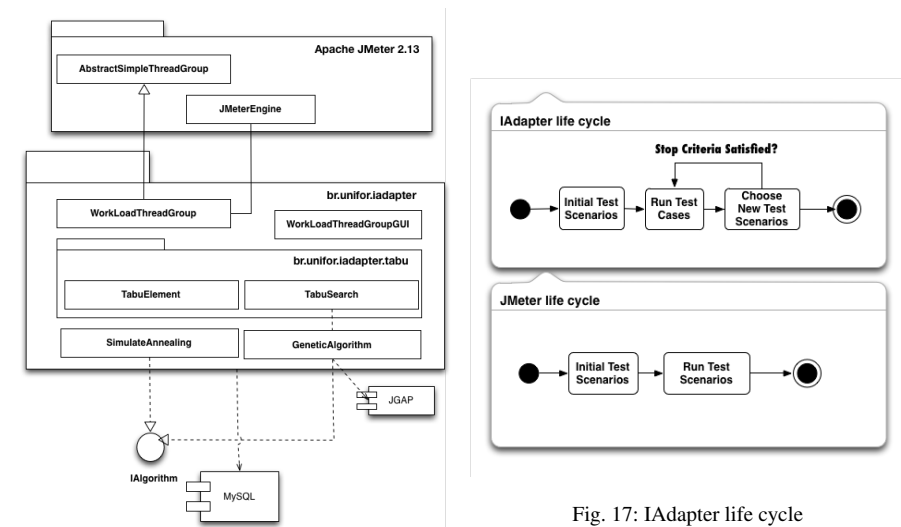 Apache JMeter 2.13
AbstractSimpleThreadGroup
JMeterEngine
br.unifor.iadapter
WorkLoadThreadGroup
WorkLoadThreadGroupGUI
br.unifor.iadapter.tabu
TabuElement
TabuSearch
SimulateAnnealing
GeneticAlgorithm
JGAP
IAlgorithm
MySQL
IAdapter life cycle
Stop Criteria Satisfied?
Initial Test
Scenarios
Run Test
Cases
Choose
New Test
Scenarios
JMeter life cycle
Initial Test
Scenarios
Run Test
Scenarios
Fig. 17: IAdapter life cycle